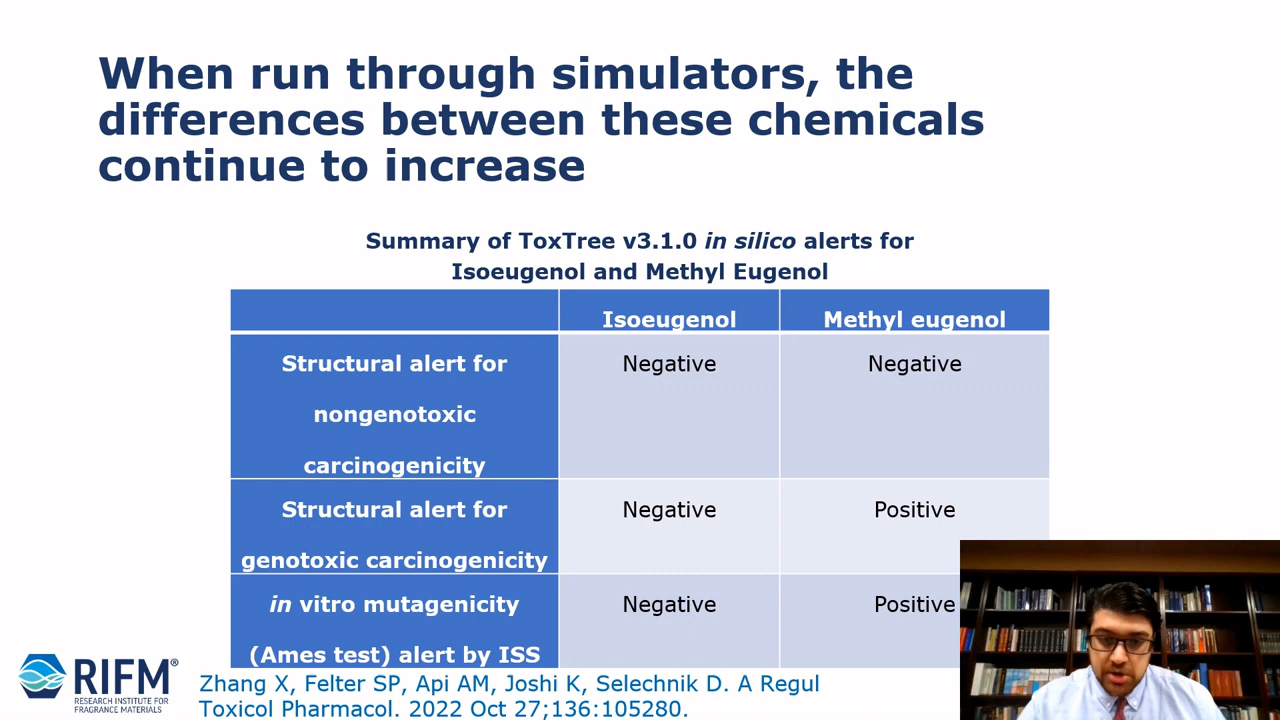 When run through simulators, the
differences between these chemicals
continue to increase
Summary of ToxTree v3.1.0 in silico alerts for
Isoeugenol and Methyl Eugenol
Isoeugenol
Methyl eugenol
Structural alert for
nongenotoxic
carcinogenicity
Negative
Negative
Structural alert for
genotoxic carcinogenicity
Negative
Positive
in vitro mutagenicity
(Ames test) alert by ISS
Negative
Positive
RIFM®
RESEARCH INSTITUTE FOR
FRAGRANCE MATERIALS
Zhang X, Felter SP, Api AM, Joshi K, Selechnik D. A Regul
Toxicol Pharmacol. 2022 Oct 27;136:105280.